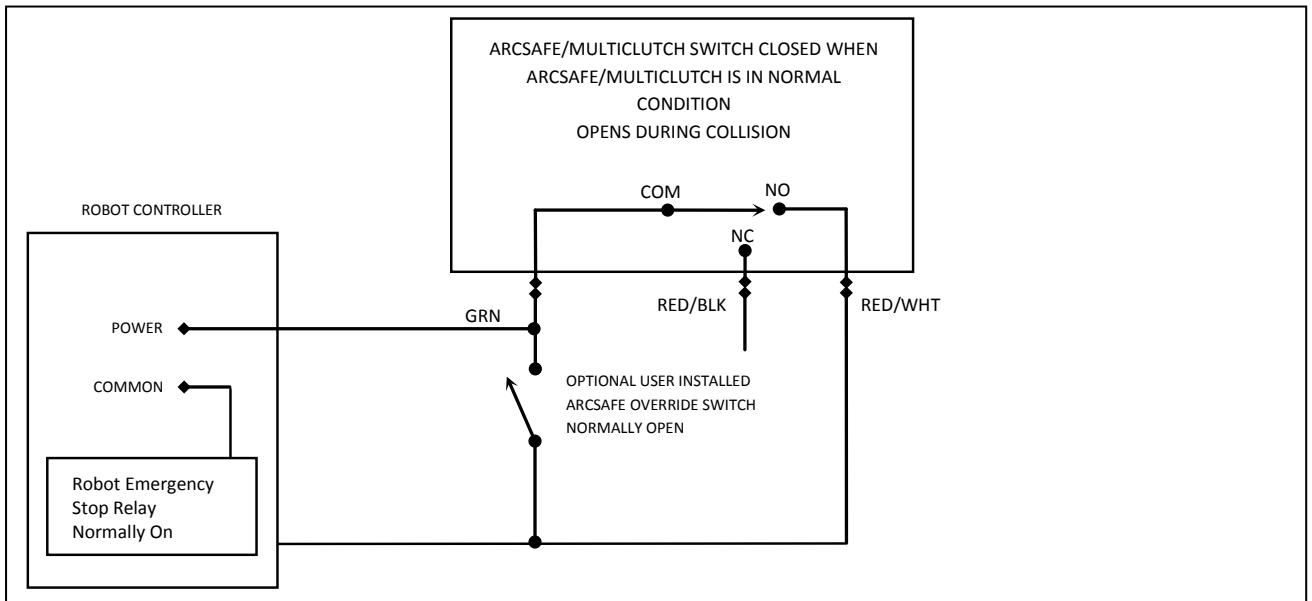 ARCSAFE/MULTICLUTCH SWITCH CLOSED WHEN
ARCSAFE/MULTICLUTCH IS IN NORMAL
CONDITION
OPENS DURING COLLISION
COM
NO
NC
ROBOT CONTROLLER
GRN
RED/BLK
RED/WHT
POWER
COMMON
OPTIONAL USER INSTALLED
ARCSAFE OVERRIDE SWITCH
NORMALLY OPEN
Robot Emergency
Stop Relay
Normally On